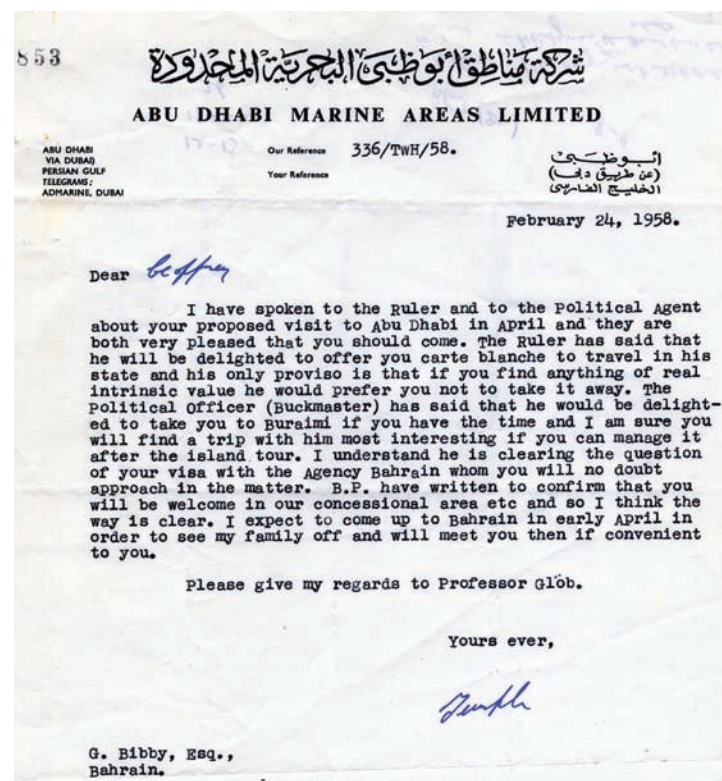 853
شركة مناطق أبوظبي البحرية المحدودة
ABU DHABI MARINE AREAS LIMITED
ABU DHABI
VIA DUBAI)
PERSIAN GULF
TELEGRAMS:
ADMARINE, DUBAI
Our Reference 336/TWH/58.
Your Reference
أبوظبي
(عن طريق دبي)
الخليج الفارسي
February 24, 1958.
Dear Geoffrey
I have spoken to the Ruler and to the Political Agent
about your proposed visit to Abu Dhabi in April and they are
both very pleased that you should come. The Ruler has said that
he will be delighted to offer you carte blanche to travel in his
state and his only proviso is that if you find anything of real
intrinsic value he would prefer you not to take it away. The
Political Officer (Buckmaster) has said that he would be delight-
ed to take you to Buraimi if you have the time and I am sure you
will find a trip with him most interesting if you can manage it
after the island tour. I understand he is clearing the question
of your visa with the Agency Bahrain whom you will no doubt
approach in the matter. B.P. have written to confirm that you
will be welcome in our concessional area etc and so I think the
way is clear. I expect to come up to Bahrain in early April in
order to see my family off and will meet you then if convenient
to you.
Please give my regards to Professor Glob.
Yours ever,
Temple
G. Bibby, Esq.,
Bahrain.